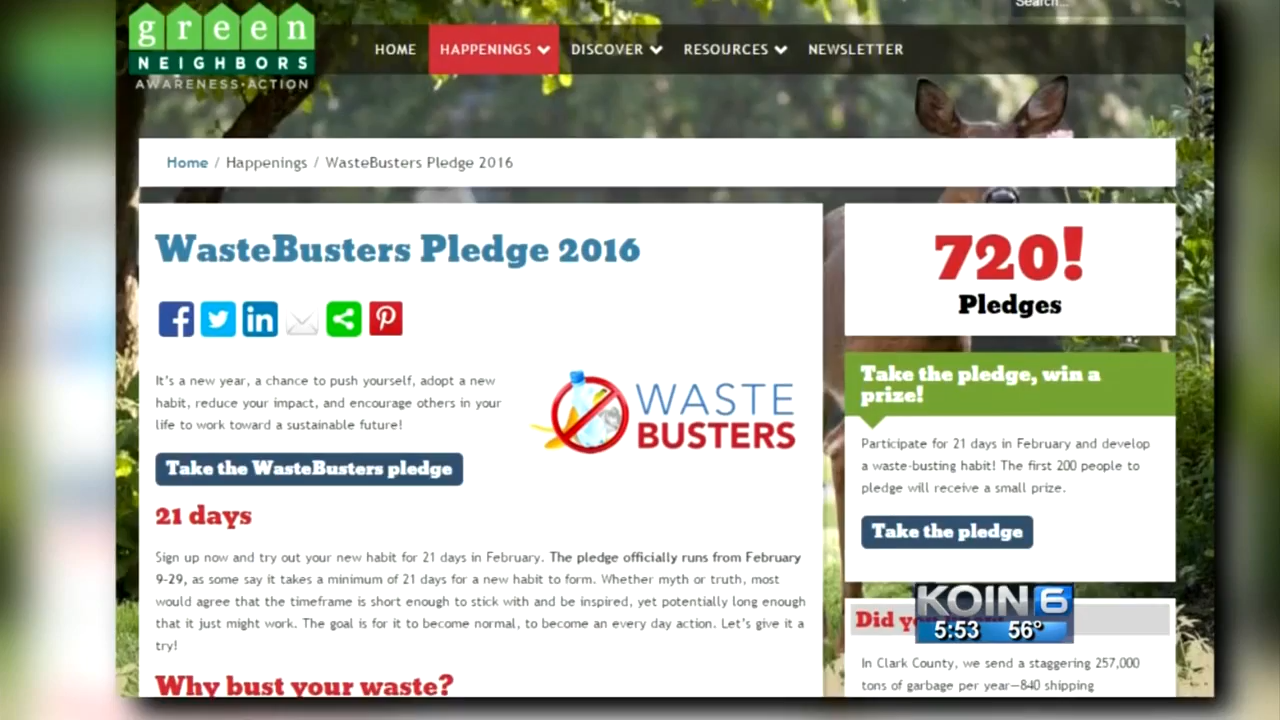 Search...
green
NEIGHBORS
AWARENESS•ACTION
HOME HAPPENINGS DISCOVER RESOURCES NEWSLETTER
Home / Happenings / WasteBusters Pledge 2016
WasteBusters Pledge 2016
It's a new year, a chance to push yourself, adopt a new
habit, reduce your impact, and encourage others in your
life to work toward a sustainable future!
WASTE
BUSTERS
Take the WasteBusters pledge
21 days
Sign up now and try out your new habit for 21 days in February. The pledge officially runs from February
9-29, as some say it takes a minimum of 21 days for a new habit to form. Whether myth or truth, most
would agree that the timeframe is short enough to stick with and be inspired, yet potentially long enough
that it just might work. The goal is for it to become normal, to become an every day action. Let's give it a
try!
Why bust your waste?
720!
Pledges
Take the pledge, win a
prize!
Participate for 21 days in February and develop
a waste-busting habit! The first 200 people to
pledge will receive a small prize.
Take the pledge
Did
KOIN 6
5:53 56°
In Clark County, we send a staggering 257,000
tons of garbage per year—840 shipping